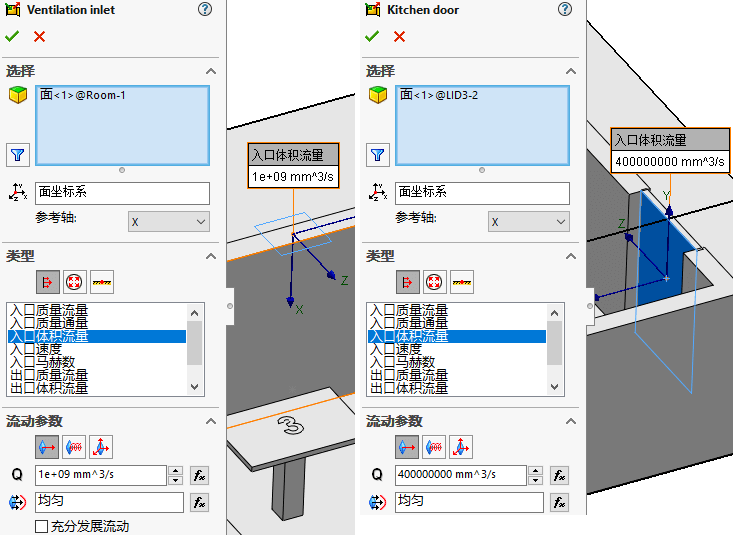 Ventilation inlet
选择
面<1>@Room-1
面坐标系
参考轴:
X
类型
入口质量流量
入口质量通量
入口体积流量
入口速度
入口马赫数
出口质量流量
出口体积流量
流动参数
Q
1e+09 mm^3/s
fx
均匀
fx
充分发展流动
入口体积流量
1e+09 mm^3/s
Z
X
3
Kitchen door
选择
面<1>@LID3-2
面坐标系
参考轴:
X
类型
入口质量流量
入口质量通量
入口体积流量
入口速度
入口马赫数
出口质量流量
出口体积流量
流动参数
Q
400000000 mm^3/s
fx
均匀
fx
入口体积流量
400000000 mm^3/s
Y
Z